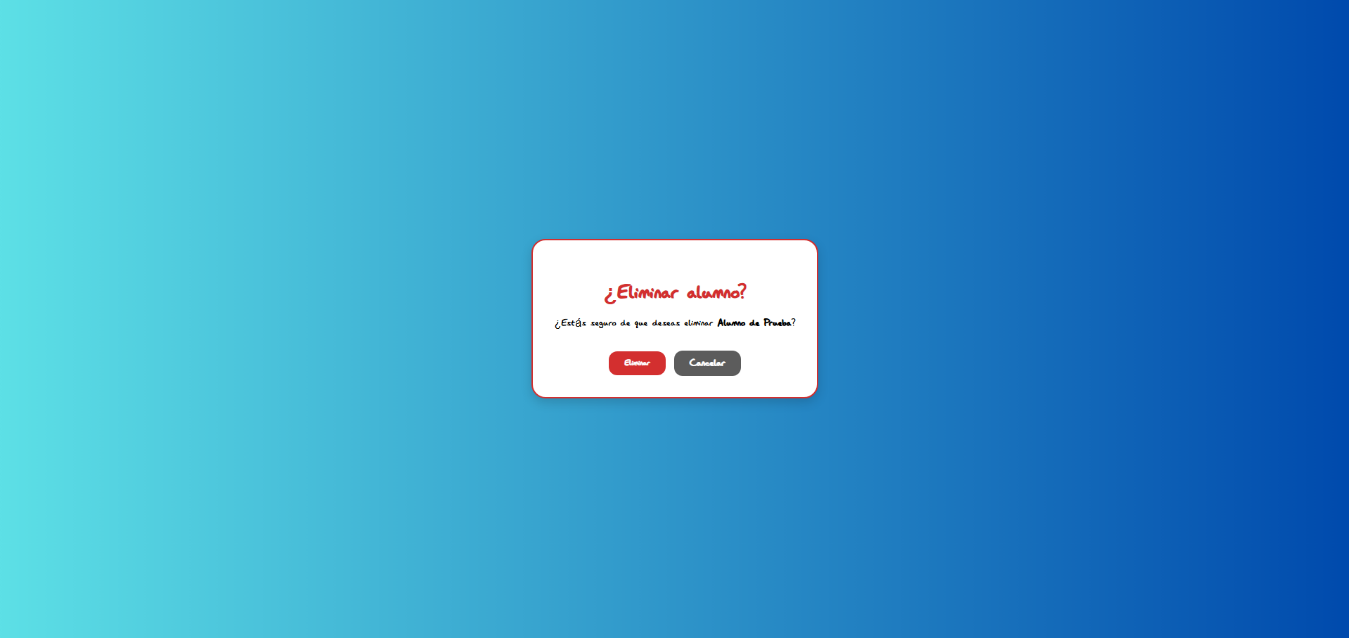 ¿Eliminar alumno?
¿Estás seguro de que deseas eliminar Alumno de Prueba?
Eliminar
Cancelar